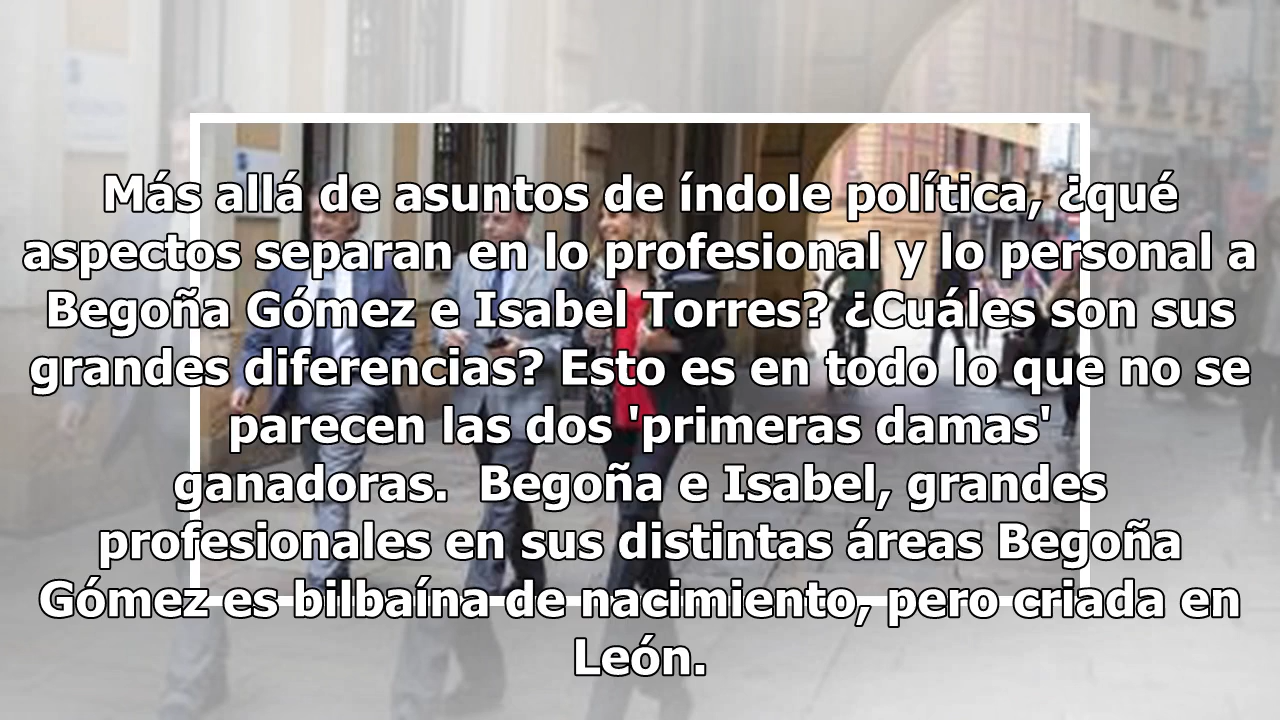 Más allá de asuntos de índole política, ¿qué
aspectos separan en lo profesional y lo personal a
Begoña Gómez e Isabel Torres? ¿Cuáles son sus
grandes diferencias? Esto es en todo lo que no se
parecen las dos 'primeras damas'
ganadoras.  Begoña e Isabel, grandes
profesionales en sus distintas áreas Begoña
Gómez es bilbaína de nacimiento, pero criada en
León.